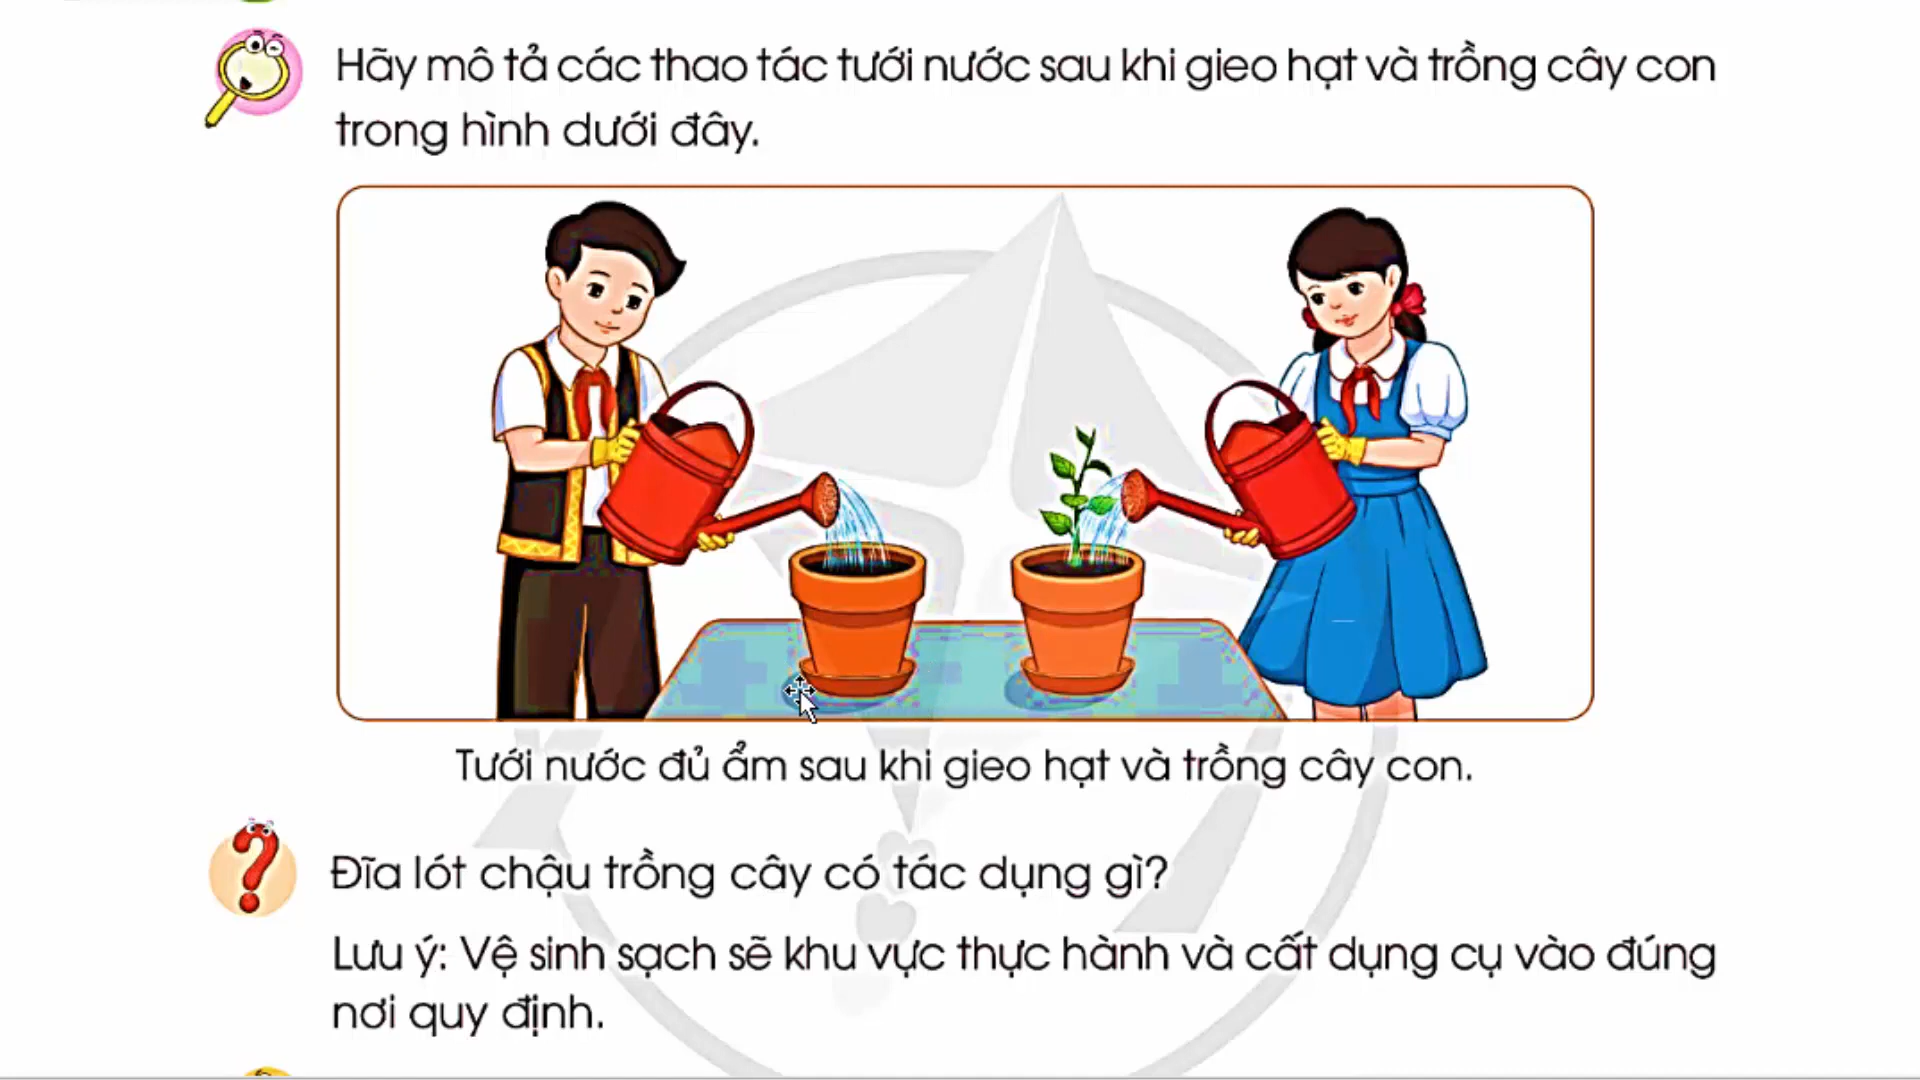 Hãy mô tả các thao tác tưới nước sau khi gieo hạt và trồng cây con
trong hình dưới đây.
Tưới nước đủ ẩm sau khi gieo hạt và trồng cây con.
Đĩa lót chậu trồng cây có tác dụng gì?
Lưu ý: Vệ sinh sạch sẽ khu vực thực hành và cất dụng cụ vào đúng
nơi quy định.